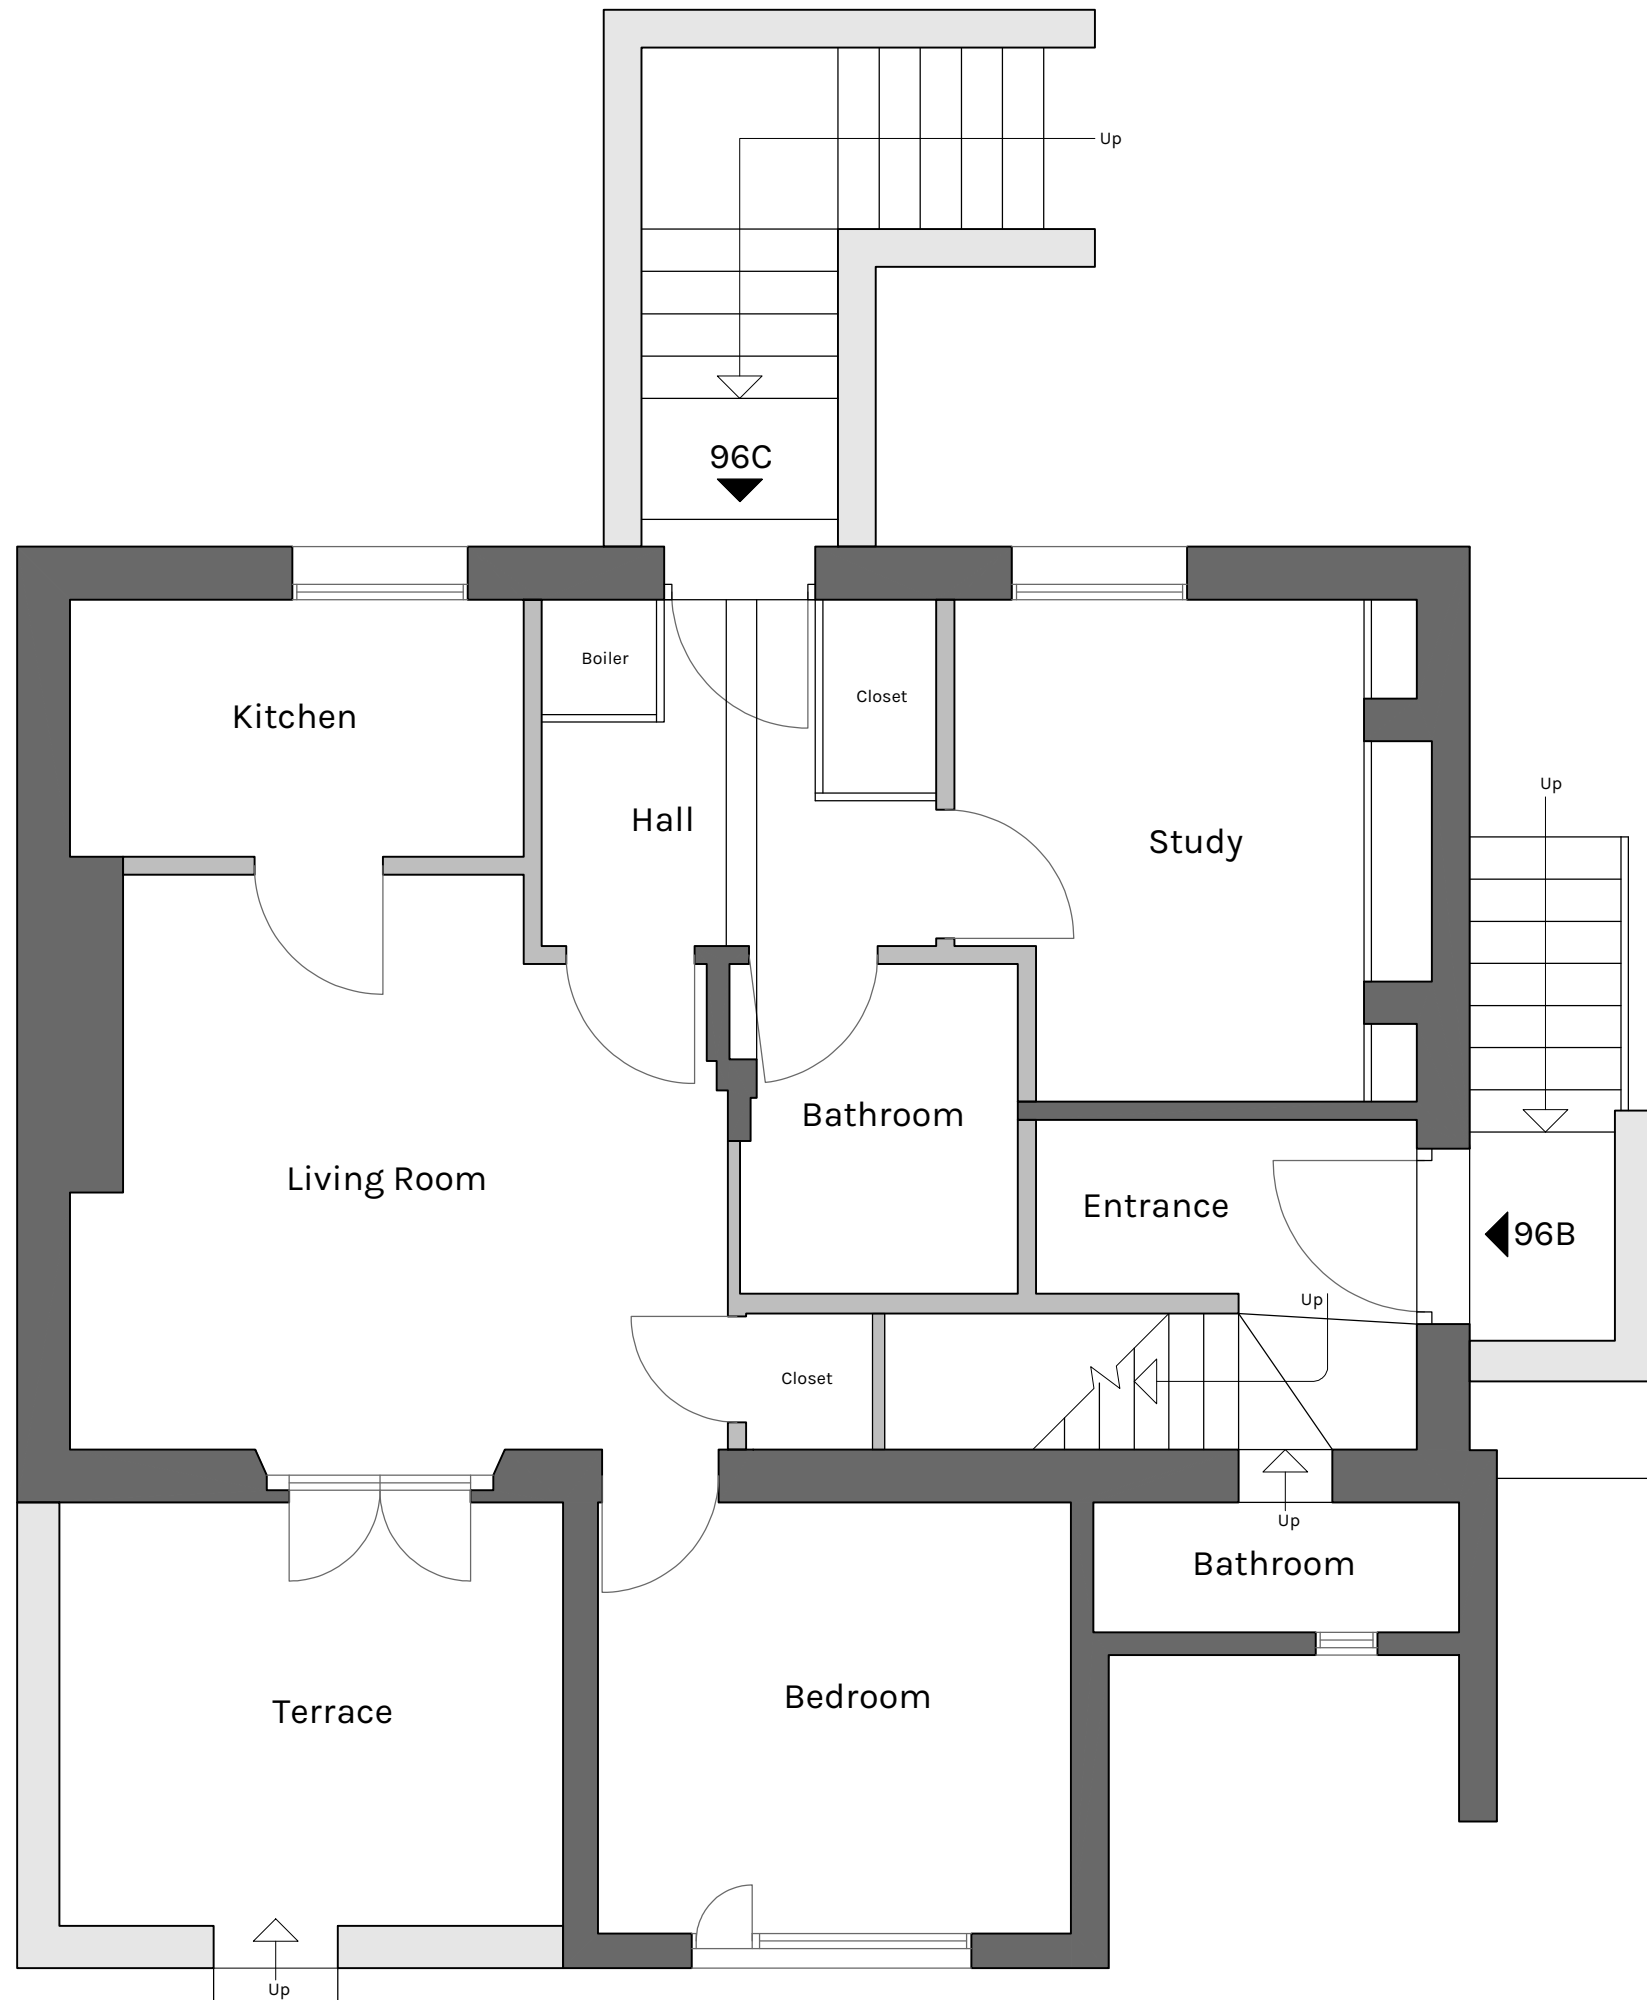 Up
96C
Boiler
Closet
Kitchen
Hall
Study
Up
Bathroom
Living Room
Entrance
96B
Up
Closet
Up
Bathroom
Bedroom
Terrace
Up